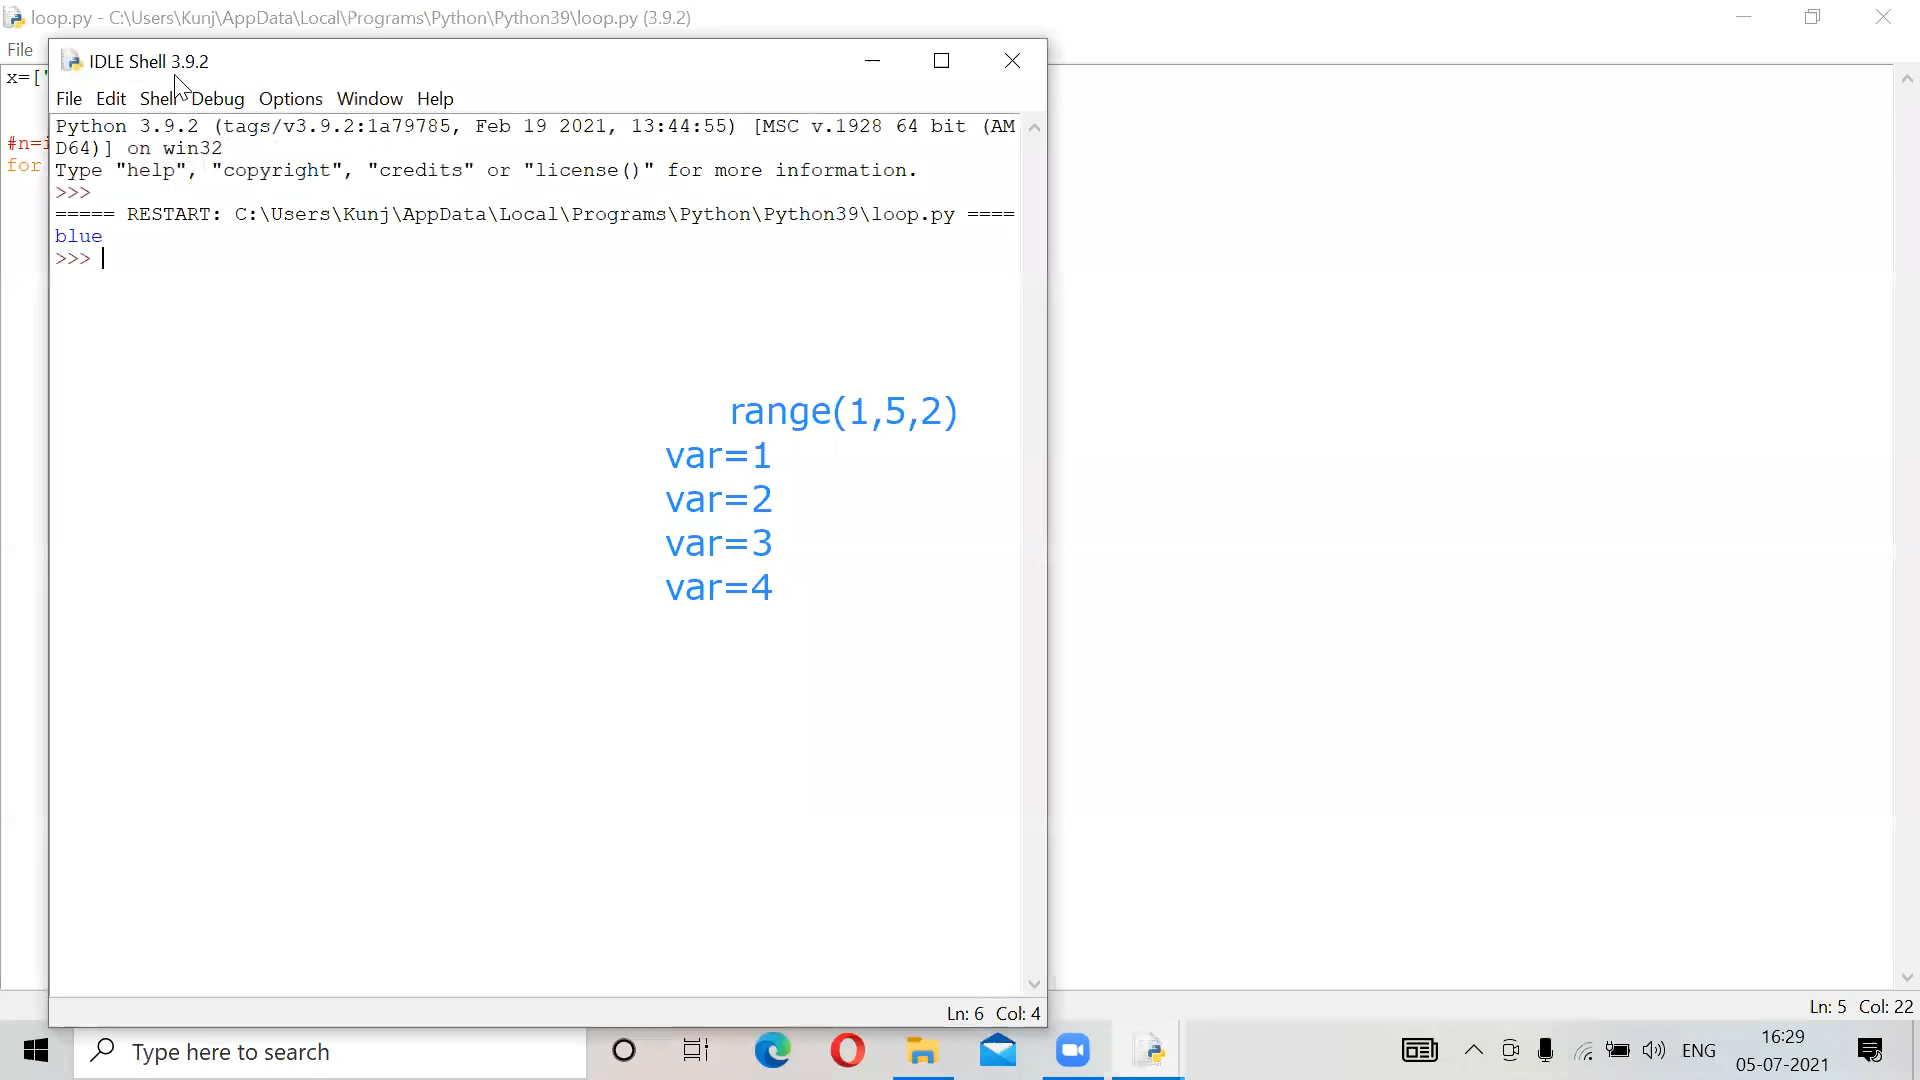 loop.py - C:\Users\Kunj\AppData\Local\Programs\Python\Python39\loop.py (3.9.2)
File
x=['
#n=i
for
IDLE Shell 3.9.2
File Edit Shell Debug Options Window Help
Python 3.9.2 (tags/v3.9.2:1a79785, Feb 19 2021, 13:44:55) [MSC v.1928 64 bit (AM
D64)] on win32
Type "help", "copyright", "credits" or "license()" for more information.
>>>
===== RESTART: C:\Users\Kunj\AppData\Local\Programs\Python\Python39\loop.py ====
blue
>>>
range(1,5,2)
var=1
var=2
var=3
var=4
Ln: 6 Col: 4
Ln: 5 Col: 22
Type here to search
ENG
16:29
05-07-2021